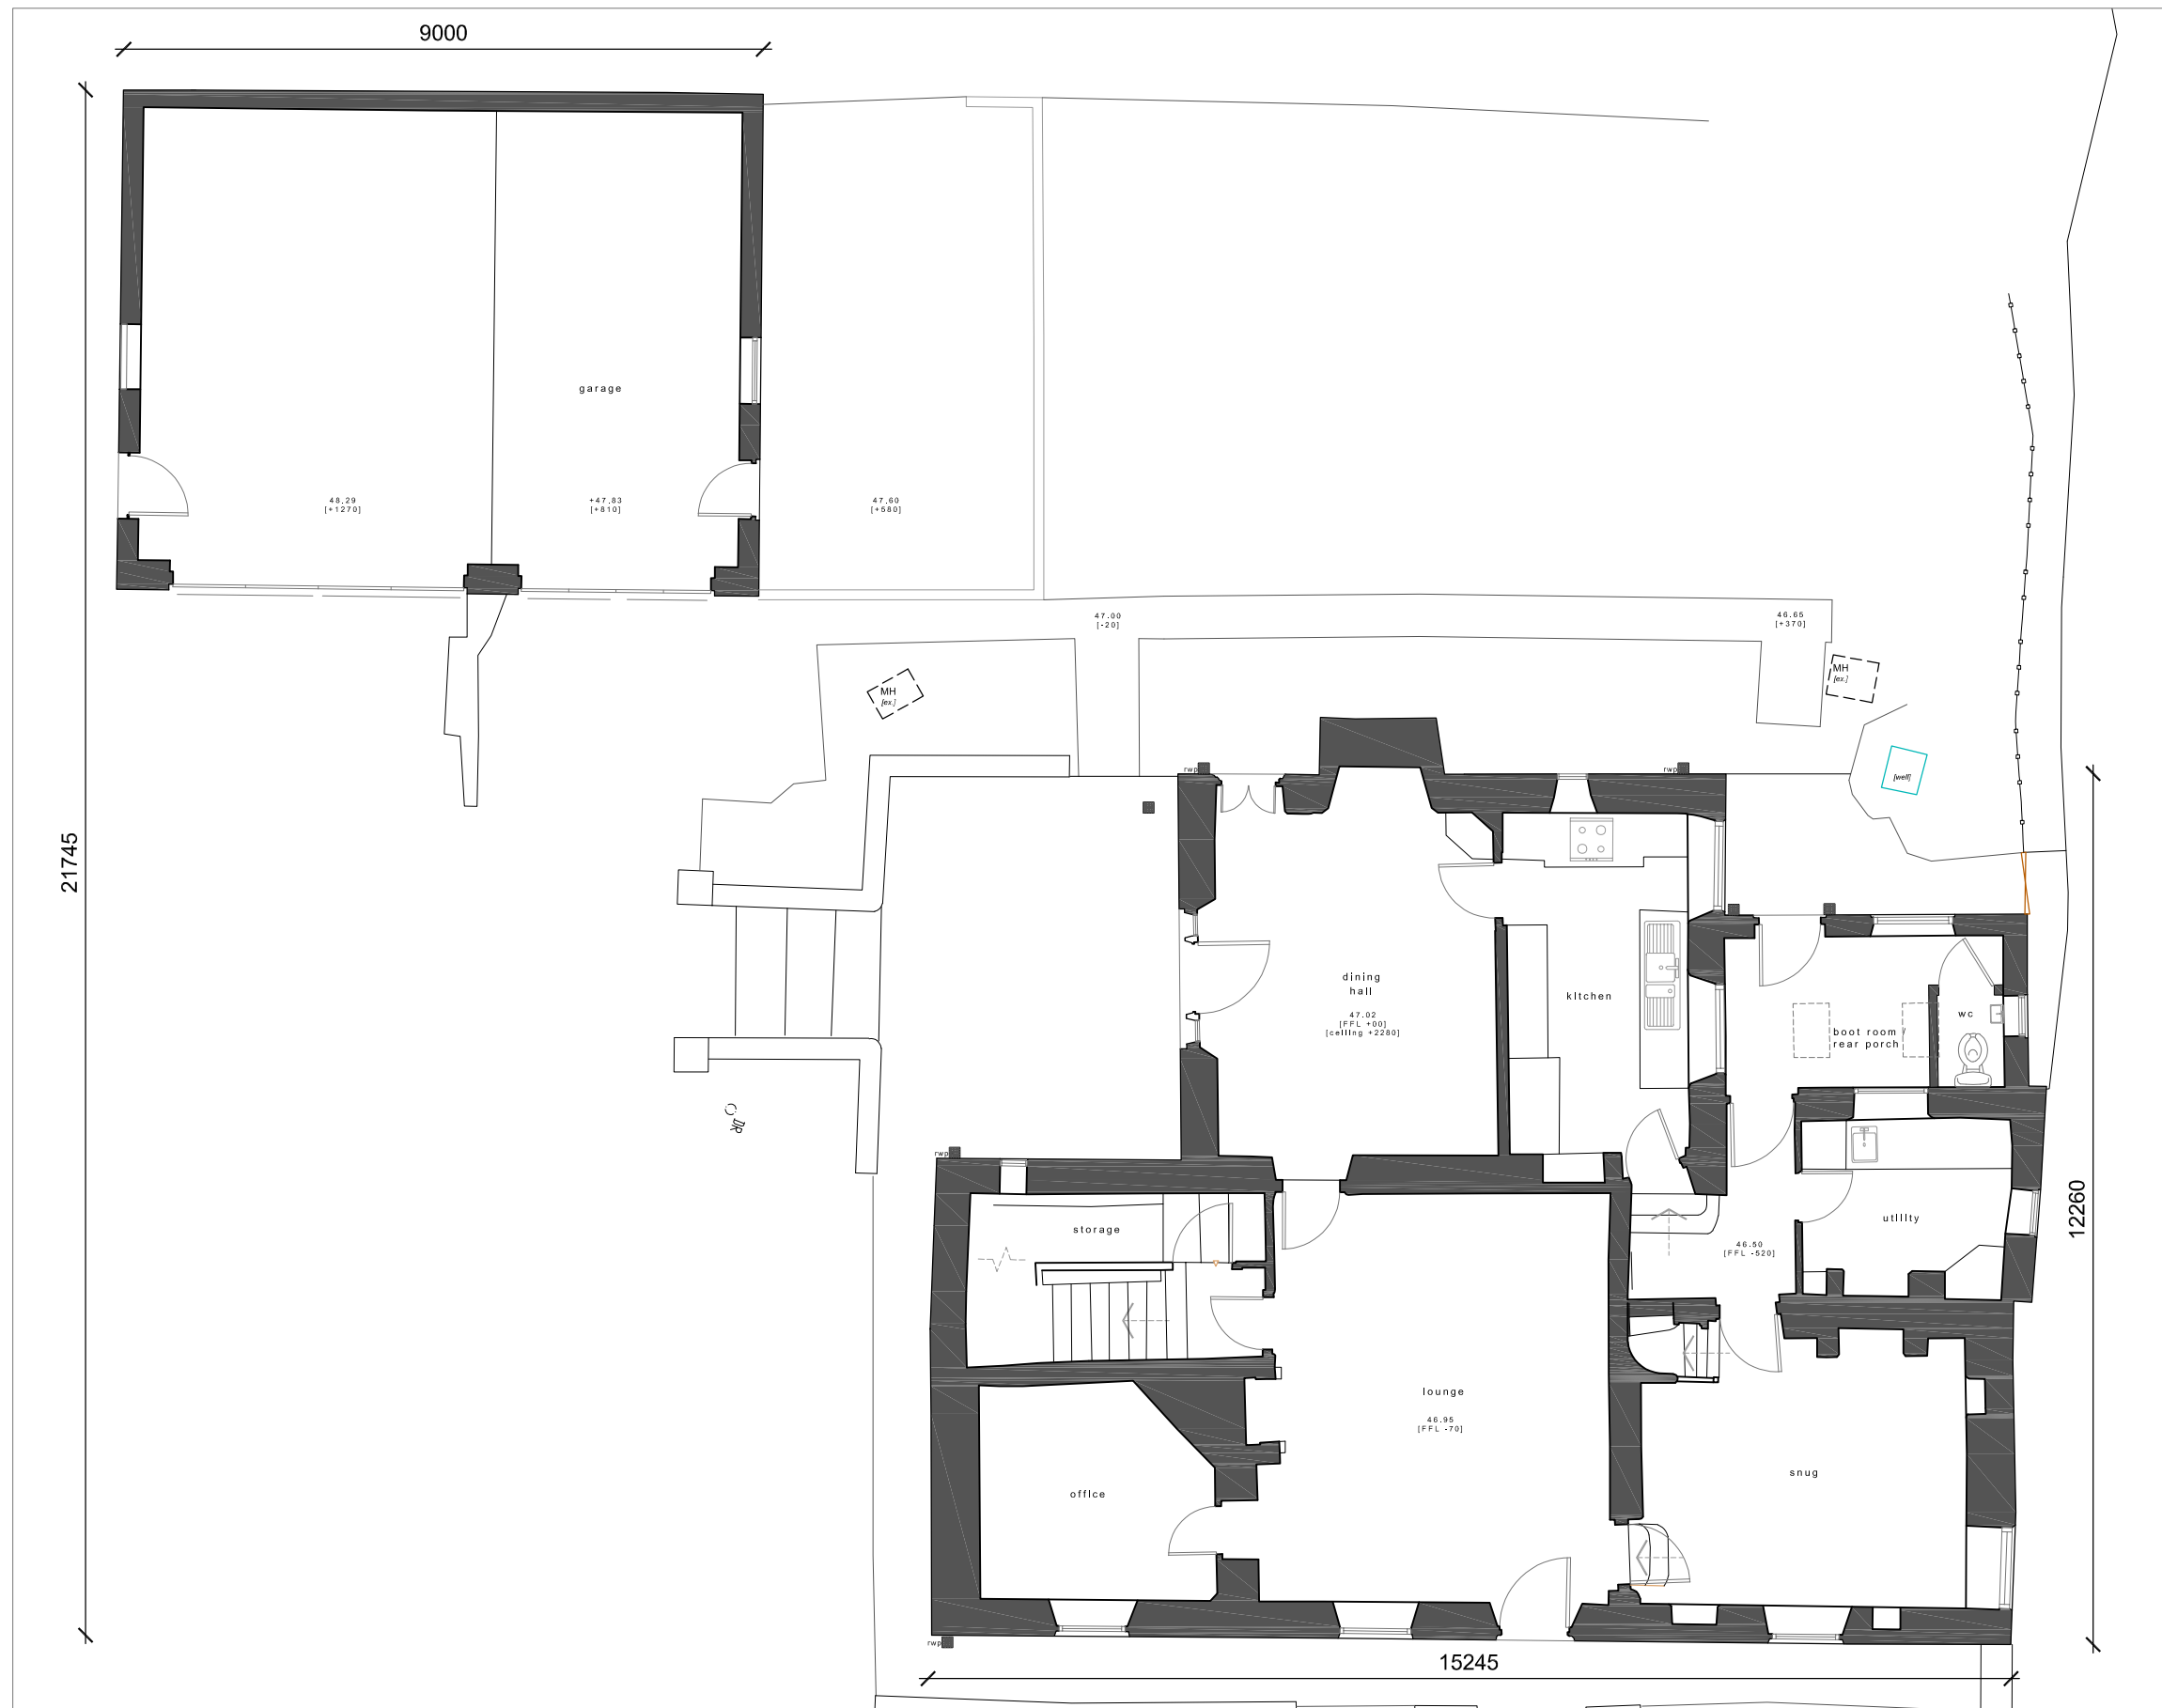 9000
21745
garage
48,29
[+1270]
+47,83
[+810]
47,60
[+580]
47.00
[-20]
46.65
[+370]
MH
[ex.]
MH
[ex.]
[well]
rwp
rwp
dining
hall
47.02
[FFL +00]
[ceiling +2280]
kitchen
boot room /
rear porch
wc
DR
rwp
storage
utility
46.50
[FFL -520]
12260
lounge
46.95
[FFL -70]
snug
office
rwp
15245